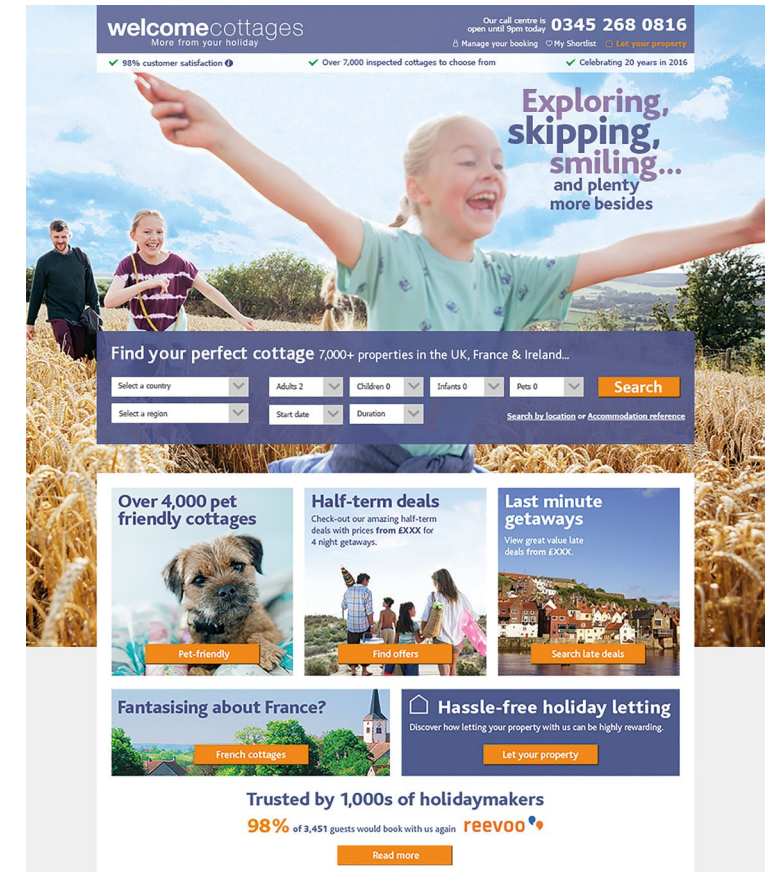 welcomecottages
More from your holiday
Our call centre is
open until 9pm today 0345 268 0816
Manage your booking My Shortlist Let your property
98% customer satisfaction
Over 7,000 inspected cottages to choose from
Celebrating 20 years in 2016
Exploring,
skipping,
smiling...
and plenty
more besides
Find your perfect cottage 7,000+ properties in the UK, France & Ireland...
Select a country
Adults 2
Children 0
Infants 0
Pets 0
Search
Select a region
Start date
Duration
Search by location or Accommodation reference
Over 4,000 pet
friendly cottages
Pet-friendly
Half-term deals
Check-out our amazing half-term
deals with prices from £XXX for
4 night getaways.
Find offers
Last minute
getaways
View great value late
deals from £XXX.
Search late deals
Fantasising about France?
French cottages
Hassle-free holiday letting
Discover how letting your property with us can be highly rewarding.
Let your property
Trusted by 1,000s of holidaymakers
98% of 3,451 guests would book with us again reevoo
Read more